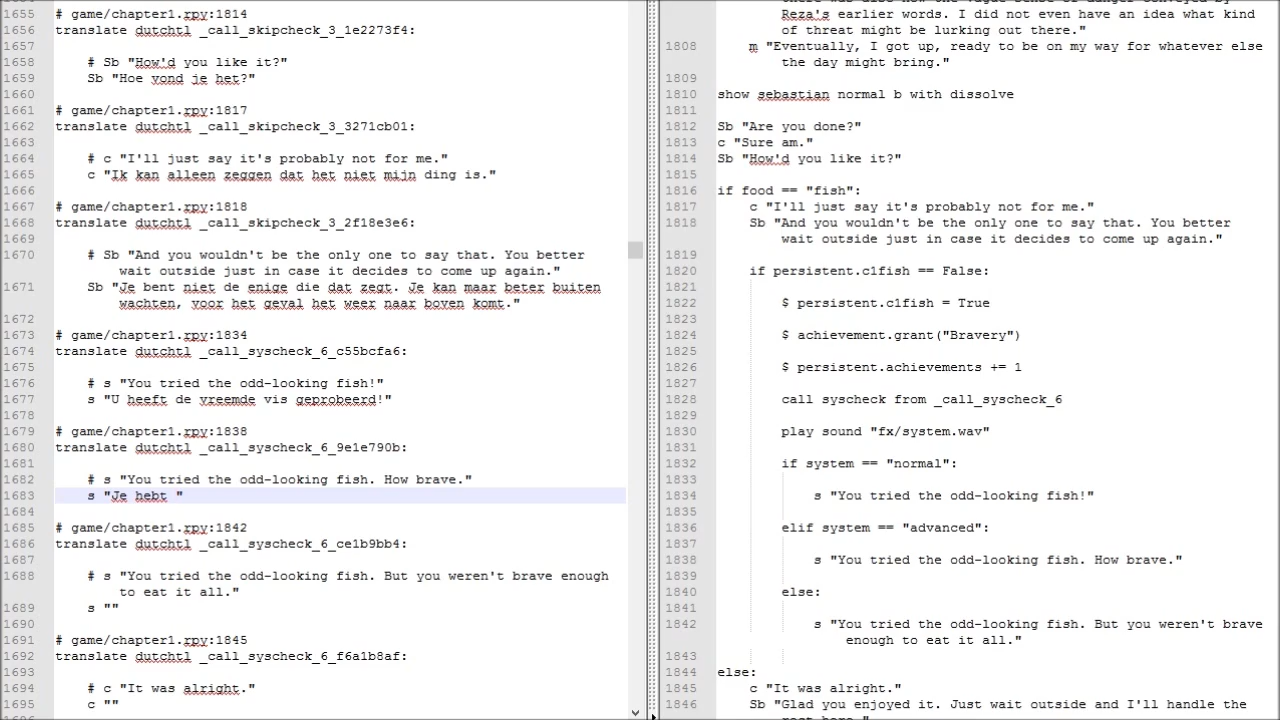 1655 # game/chapter1.rpy:1814
1656 translate dutchtl _call_skipcheck_3_1e2273f4:
1657
1658 # Sb "How'd you like it?"
1659 Sb "Hoe vond je het?"
1660
1661 # game/chapter1.rpy:1817
1662 translate dutchtl _call_skipcheck_3_3271cb01:
1663
1664 # c "I'll just say it's probably not for me."
1665 c "Ik kan alleen zeggen dat het niet mijn ding is."
1666
1667 # game/chapter1.rpy:1818
1668 translate dutchtl _call_skipcheck_3_2f18e3e6:
1669
1670 # Sb "And you wouldn't be the only one to say that. You better
wait outside just in case it decides to come up again."
1671 Sb "Je bent niet de enige die dat zegt. Je kan maar beter buiten
wachten, voor het geval het weer naar boven komt."
1672
1673 # game/chapter1.rpy:1834
1674 translate dutchtl _call_syscheck_6_c55bcfa6:
1675
1676 # s "You tried the odd-looking fish!"
1677 s "U heeft de vreemde vis geprobeerd!"
1678
1679 # game/chapter1.rpy:1838
1680 translate dutchtl _call_syscheck_6_9e1e790b:
1681
1682 # s "You tried the odd-looking fish. How brave."
1683 s "Je hebt "
1684
1685 # game/chapter1.rpy:1842
1686 translate dutchtl _call_syscheck_6_ce1b9bb4:
1687
1688 # s "You tried the odd-looking fish. But you weren't brave enough
to eat it all."
1689 s ""
1690
1691 # game/chapter1.rpy:1845
1692 translate dutchtl _call_syscheck_6_f6a1b8af:
1693
1694 # c "It was alright."
1695 c ""
Reza's earlier words. I did not even have an idea what kind
of threat might be lurking out there."
1808 m "Eventually, I got up, ready to be on my way for whatever else
the day might bring."
1809
1810 show sebastian normal b with dissolve
1811
1812 Sb "Are you done?"
1813 c "Sure am."
1814 Sb "How'd you like it?"
1815
1816 if food == "fish":
1817 c "I'll just say it's probably not for me."
1818 Sb "And you wouldn't be the only one to say that. You better
wait outside just in case it decides to come up again."
1819
1820 if persistent.c1fish == False:
1821
1822 $ persistent.c1fish = True
1823
1824 $ achievement.grant("Bravery")
1825
1826 $ persistent.achievements += 1
1827
1828 call syscheck from _call_syscheck_6
1829
1830 play sound "fx/system.wav"
1831
1832 if system == "normal":
1833
1834 s "You tried the odd-looking fish!"
1835
1836 elif system == "advanced":
1837
1838 s "You tried the odd-looking fish. How brave."
1839
1840 else:
1841
1842 s "You tried the odd-looking fish. But you weren't brave
enough to eat it all."
1843
1844 else:
1845 c "It was alright."
1846 Sb "Glad you enjoyed it. Just wait outside and I'll handle the